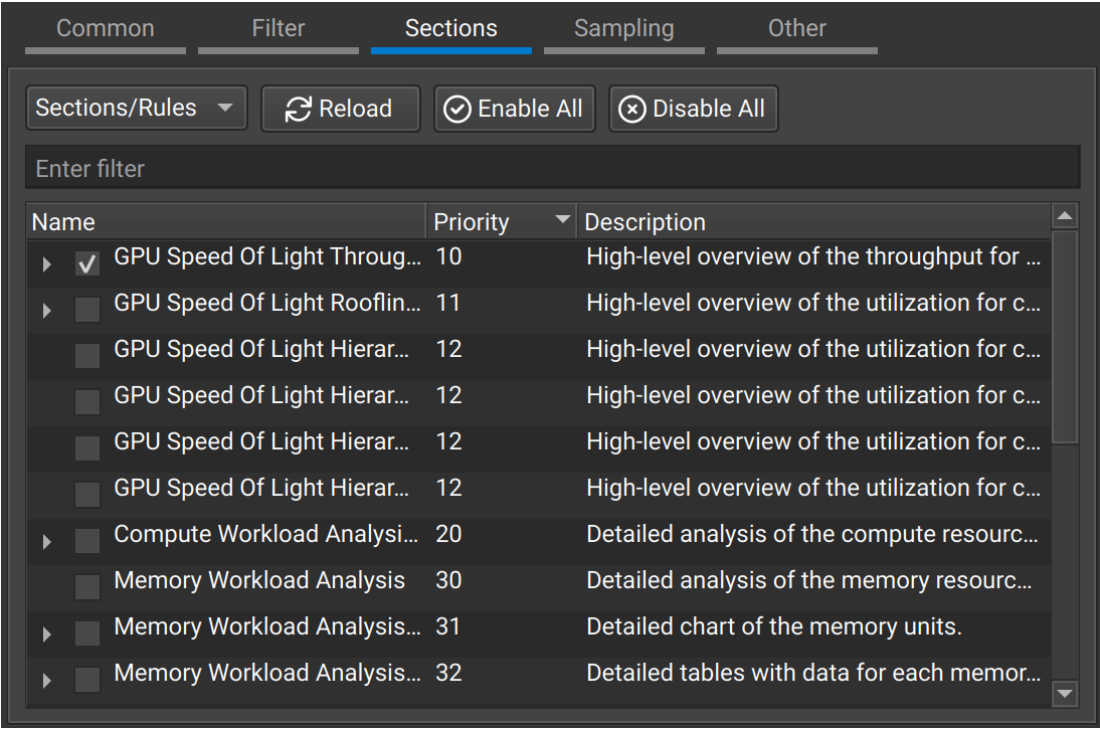 Common Filter Sections Sampling Other
Sections/Rules Reload Enable All Disable All
Enter filter
Name Priority Description
GPU Speed Of Light Throug... 10 High-level overview of the throughput for ...
GPU Speed Of Light Rooflin... 11 High-level overview of the utilization for c...
GPU Speed Of Light Hierar... 12 High-level overview of the utilization for c...
GPU Speed Of Light Hierar... 12 High-level overview of the utilization for c...
GPU Speed Of Light Hierar... 12 High-level overview of the utilization for c...
GPU Speed Of Light Hierar... 12 High-level overview of the utilization for c...
Compute Workload Analysi... 20 Detailed analysis of the compute resourc...
Memory Workload Analysis 30 Detailed analysis of the memory resourc...
Memory Workload Analysis... 31 Detailed chart of the memory units.
Memory Workload Analysis... 32 Detailed tables with data for each memor...